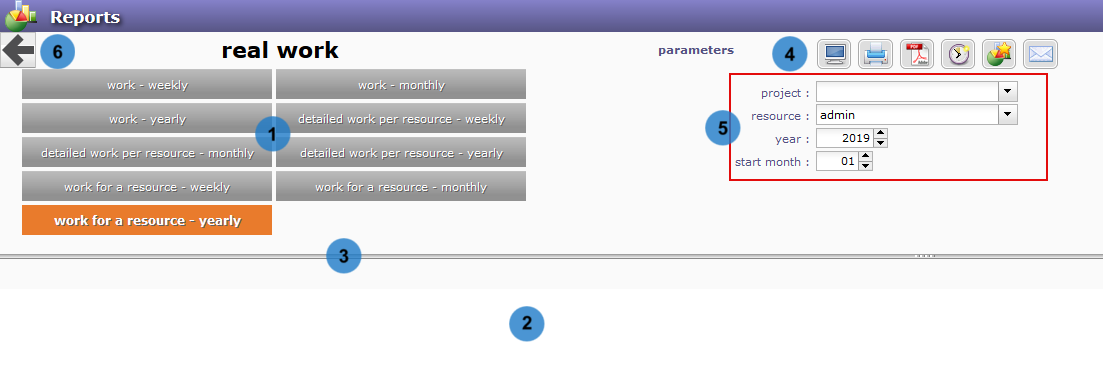 Reports
6
real work
parameters
4
work - weekly
work - monthly
project :
work - yearly
detailed work per resource - weekly
resource :
admin
1
5
year :
2019
detailed work per resource - monthly
detailed work per resource - yearly
start month :
01
work for a resource - weekly
work for a resource - monthly
work for a resource - yearly
3
2